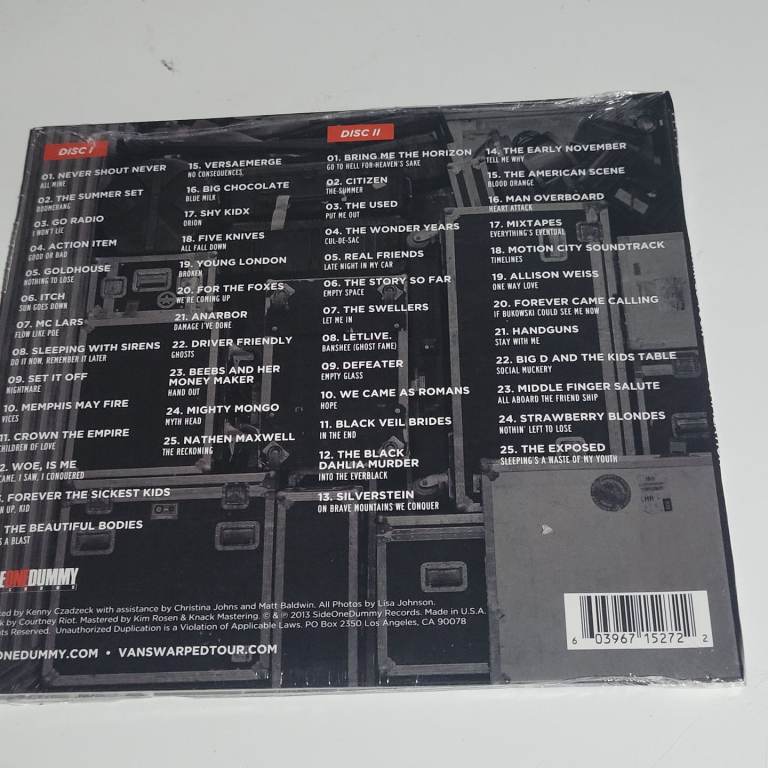 DISC I
01. NEVER SHOUT NEVER
ALL MINE
02. THE SUMMER SET
BOOMERANG
03. GO RADIO
I WON'T LIE
04. ACTION ITEM
GOOD OR BAD
05. GOLDHOUSE
NOTHING TO LOSE
06. ITCH
SUN GOES DOWN
07. MC LARS
FLOW LIKE POE
08. SLEEPING WITH SIRENS
DO IT NOW, REMEMBER IT LATER
09. SET IT OFF
NIGHTMARE
10. MEMPHIS MAY FIRE
VICES
11. CROWN THE EMPIRE
CHILDREN OF LOVE
2. WOE, IS ME
CAME, I SAW, I CONQUERED
FOREVER THE SICKEST KIDS
UP, KID
THE BEAUTIFUL BODIES
A BLAST
15. VERSAEMERGE
NO CONSEQUENCES
16. BIG CHOCOLATE
BLUE MILK
17. SHY KIDX
ORION
18. FIVE KNIVES
ALL FALL DOWN
19. YOUNG LONDON
BROKEN
20. FOR THE FOXES
WE'RE COMING UP
21. ANARBOR
DAMAGE I'VE DONE
22. DRIVER FRIENDLY
GHOSTS
23. BEEBS AND HER
MONEY MAKER
HAND OUT
24. MIGHTY MONGO
MYTH HEAD
25. NATHEN MAXWELL
THE RECKONING
DISC II
01. BRING ME THE HORIZON
GO TO HELL FOR HEAVEN'S SAKE
02. CITIZEN
THE SUMMER
03. THE USED
PUT ME OUT
04. THE WONDER YEARS
CUL-DE-SAC
05. REAL FRIENDS
LATE NIGHT IN MY CAR
06. THE STORY SO FAR
EMPTY SPACE
07. THE SWELLERS
LET ME IN
08. LETLIVE.
BANSHEE (GHOST FAME)
09. DEFEATER
EMPTY GLASS
10. WE CAME AS ROMANS
HOPE
11. BLACK VEIL BRIDES
IN THE END
12. THE BLACK
DAHLIA MURDER
INTO THE EVERBLACK
13. SILVERSTEIN
ON BRAVE MOUNTAINS WE CONQUER
14. THE EARLY NOVEMBER
TELL ME WHY
15. THE AMERICAN SCENE
BLOOD ORANGE
16. MAN OVERBOARD
HEART ATTACK
17. MIXTAPES
EVERYTHING'S EVENTUAL
18. MOTION CITY SOUNDTRACK
TIMELINES
19. ALLISON WEISS
ONE WAY LOVE
20. FOREVER CAME CALLING
IF BUKOWSKI COULD SEE ME NOW
21. HANDGUNS
STAY WITH ME
22. BIG D AND THE KIDS TABLE
SOCIAL MUCKERY
23. MIDDLE FINGER SALUTE
ALL ABOARD THE FRIEND SHIP
24. STRAWBERRY BLONDES
NOTHIN' LEFT TO LOSE
25. THE EXPOSED
SLEEPING'S A WASTE OF MY YOUTH
EONEDUMMY
by Kenny Czadzeck with assistance by Christina Johns and Matt Baldwin. All Photos by Lisa Johnson.
by Courtney Riot. Mastered by Kim Rosen & Knack Mastering. © & ℗ 2013 SideOneDummy Records. Made in U.S.A.
Reserved. Unauthorized Duplication is a Violation of Applicable Laws. PO Box 2350 Los Angeles, CA 90078
ONEDUMMY.COM • VANSWARPEDTOUR.COM
6 03967 15272 2